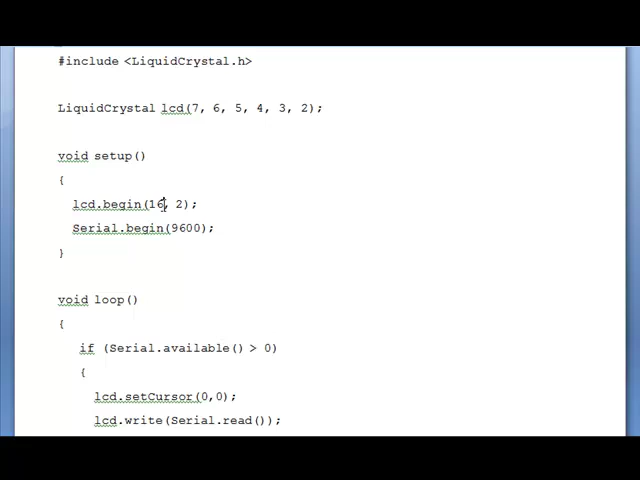 #include <LiquidCrystal.h>
LiquidCrystal lcd(7, 6, 5, 4, 3, 2);
void setup()
{
lcd.begin(16, 2);
Serial.begin(9600);
}
void loop()
{
if (Serial.available() > 0)
{
lcd.setCursor(0,0);
lcd.write(Serial.read());